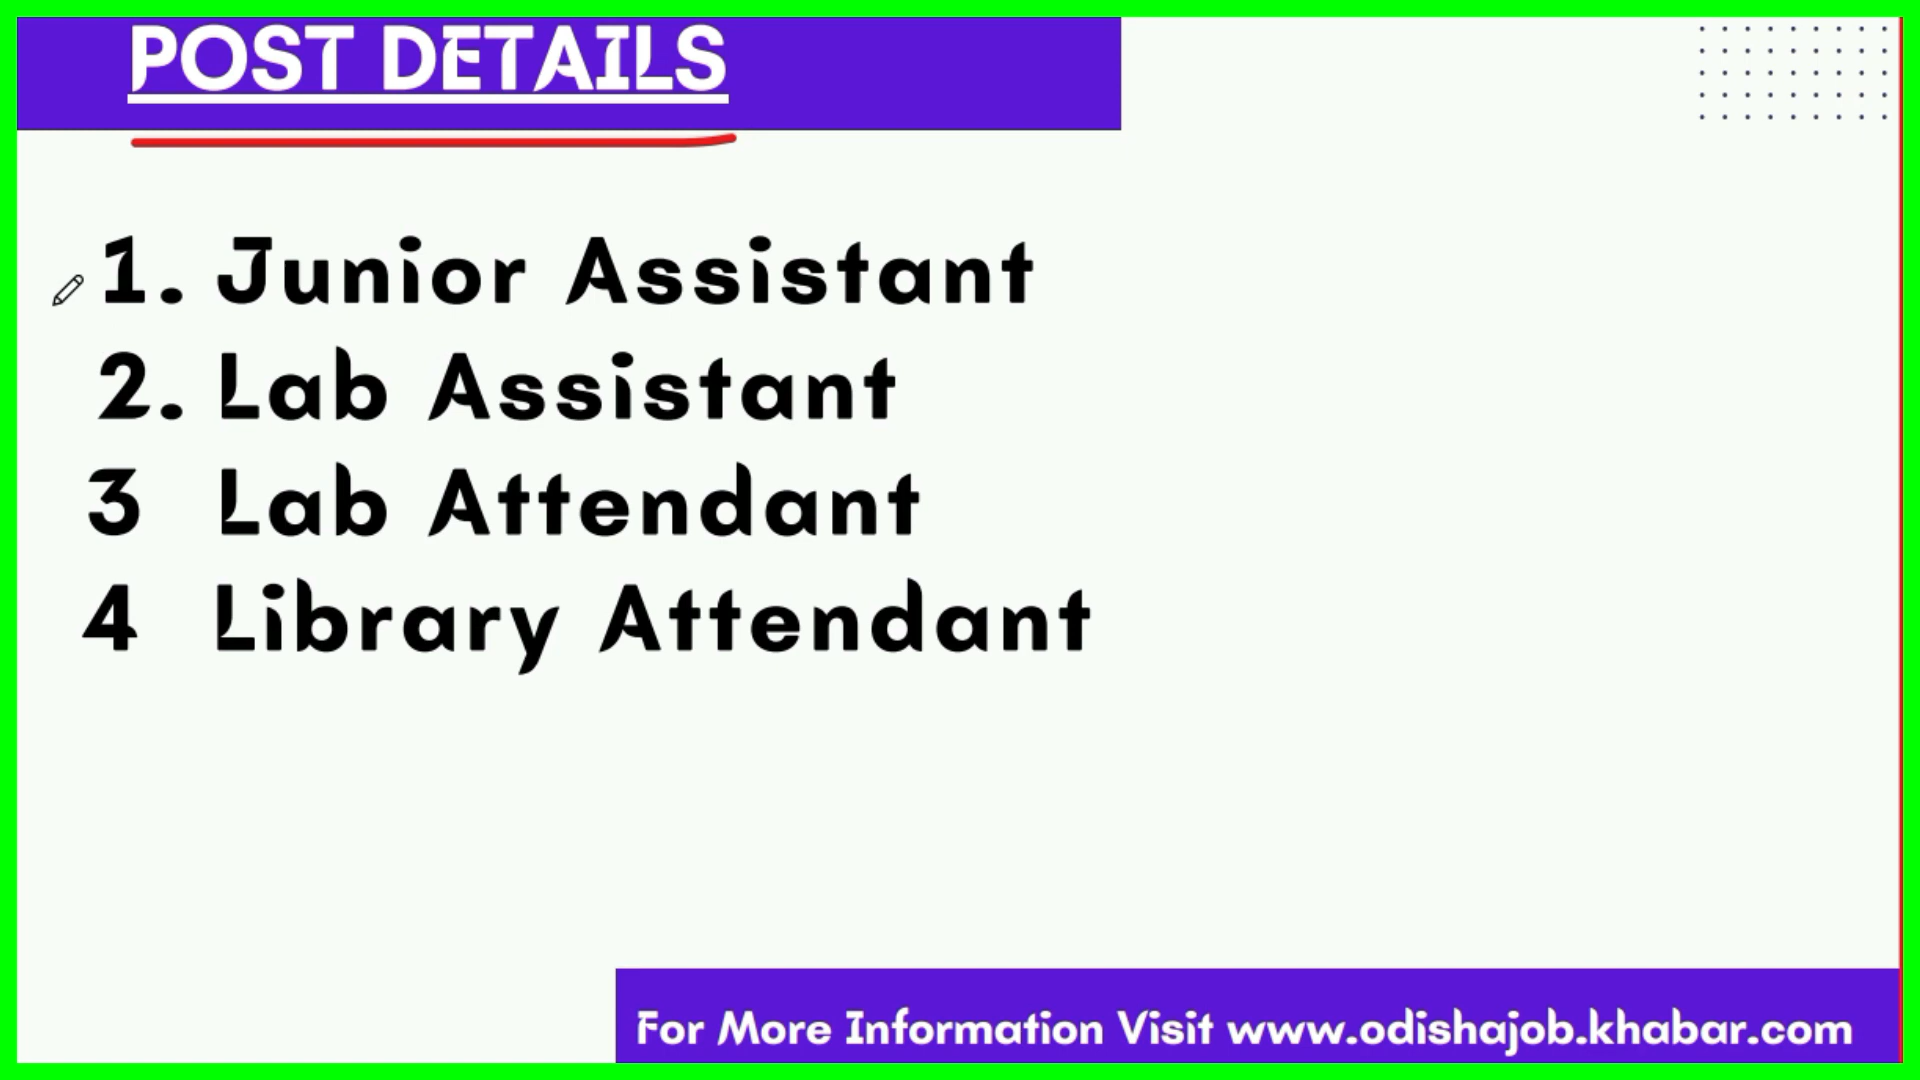 POST DETAILS
1. Junior Assistant
2. Lab Assistant
3 Lab Attendant
4 Library Attendant
For More Information Visit www.odishajob.khabar.com